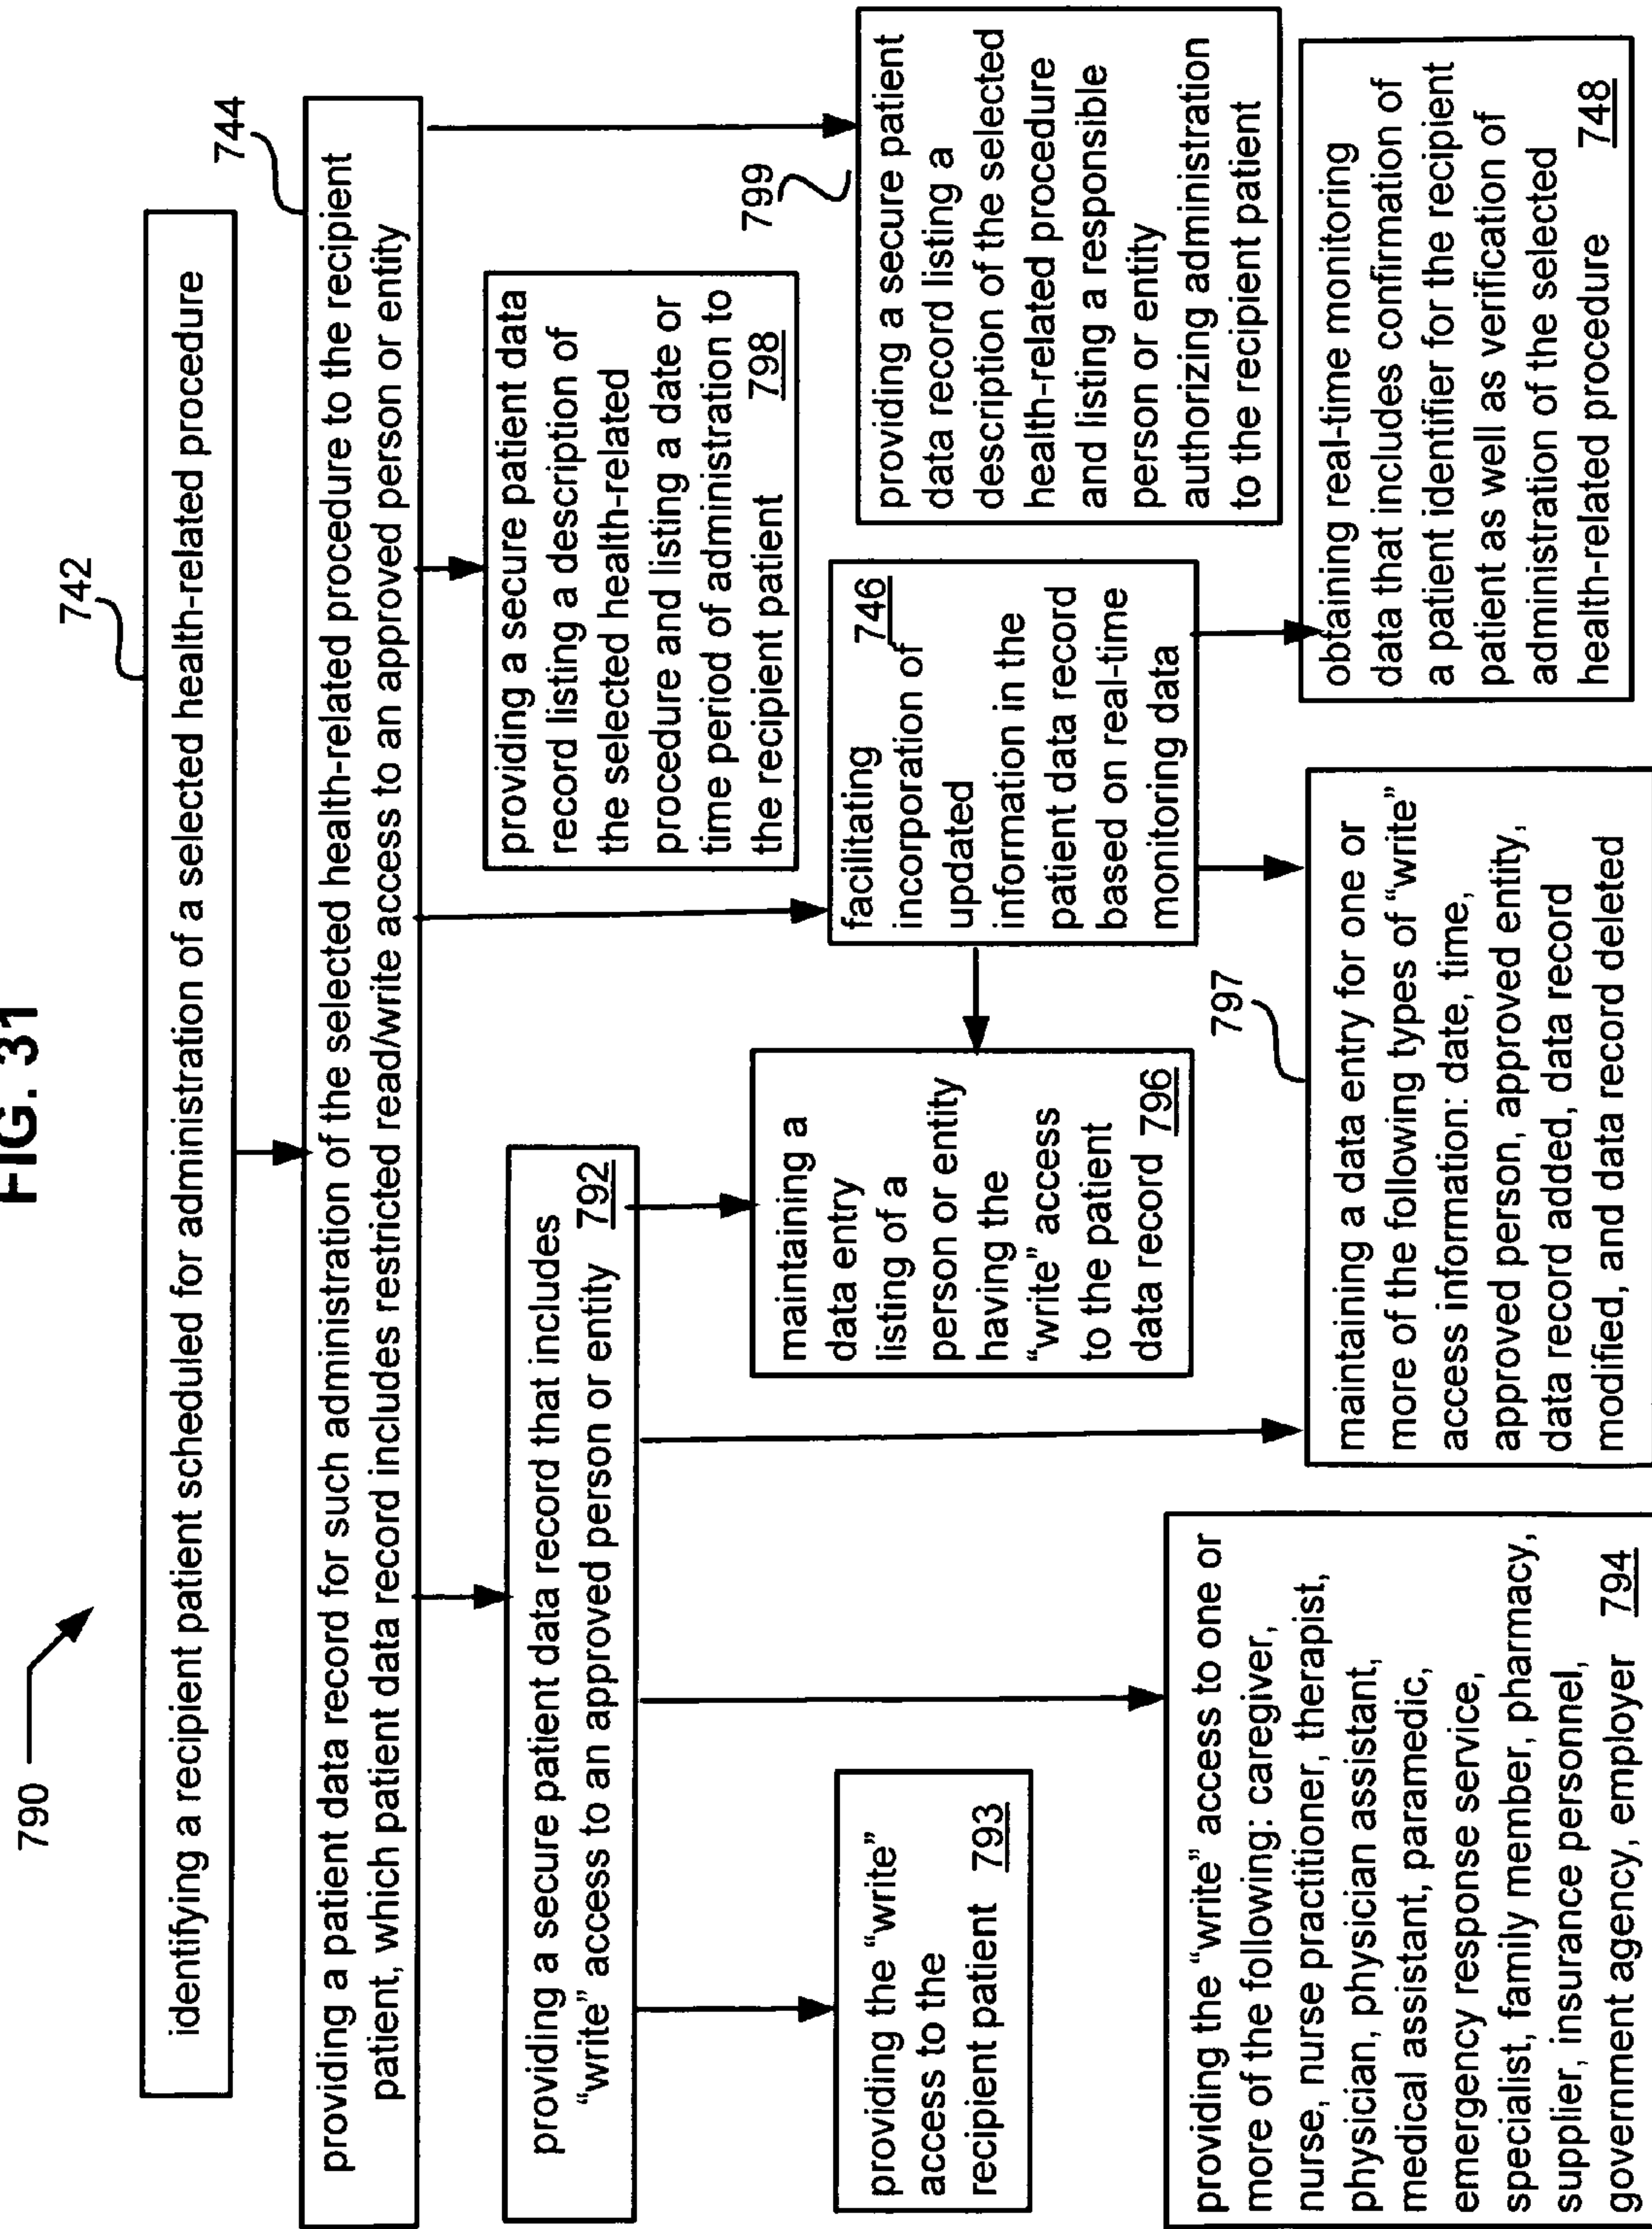 FIG. 31
790
742
identifying a recipient patient scheduled for administration of a selected health-related procedure
744
providing a patient data record for such administration of the selected health-related procedure to the recipient
patient, which patient data record includes restricted read/write access to an approved person or entity
providing a secure patient data record that includes
"write" access to an approved person or entity 792
providing a secure patient data
record listing a description of
the selected health-related
procedure and listing a date or
time period of administration to
the recipient patient 798
799
providing a secure patient
data record listing a
description of the selected
health-related procedure
and listing a responsible
person or entity
authorizing administration
to the recipient patient
providing the "write"
access to the
recipient patient 793
maintaining a
data entry
listing of a
person or entity
having the
"write" access
to the patient
data record 796
facilitating 746
incorporation of
updated
information in the
patient data record
based on real-time
monitoring data
providing the "write" access to one or
more of the following: caregiver,
nurse, nurse practitioner, therapist,
physician, physician assistant,
medical assistant, paramedic,
emergency response service,
specialist, family member, pharmacy,
supplier, insurance personnel,
government agency, employer 794
797
maintaining a data entry for one or
more of the following types of "write"
access information: date, time,
approved person, approved entity,
data record added, data record
modified, and data record deleted
obtaining real-time monitoring
data that includes confirmation of
a patient identifier for the recipient
patient as well as verification of
administration of the selected
health-related procedure 748